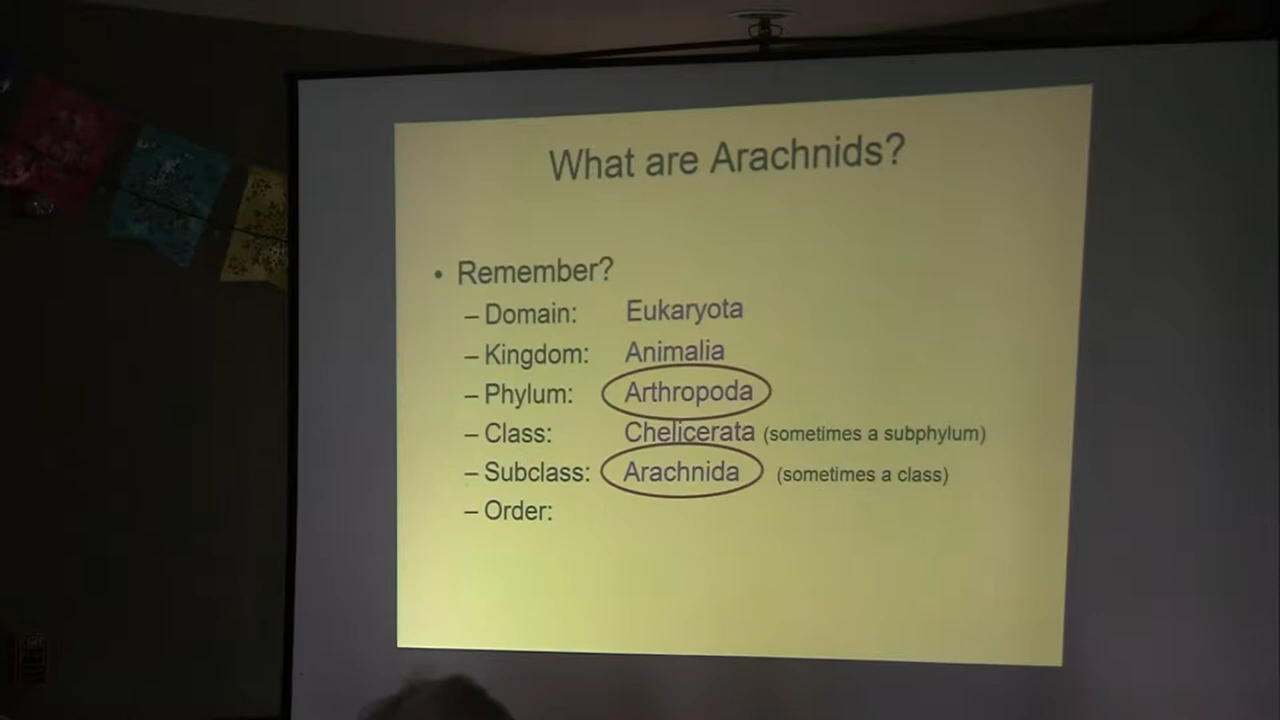 What are Arachnids?
• Remember?
– Domain: Eukaryota
– Kingdom: Animalia
– Phylum: Arthropoda
– Class: Chelicerata (sometimes a subphylum)
– Subclass: Arachnida (sometimes a class)
– Order: